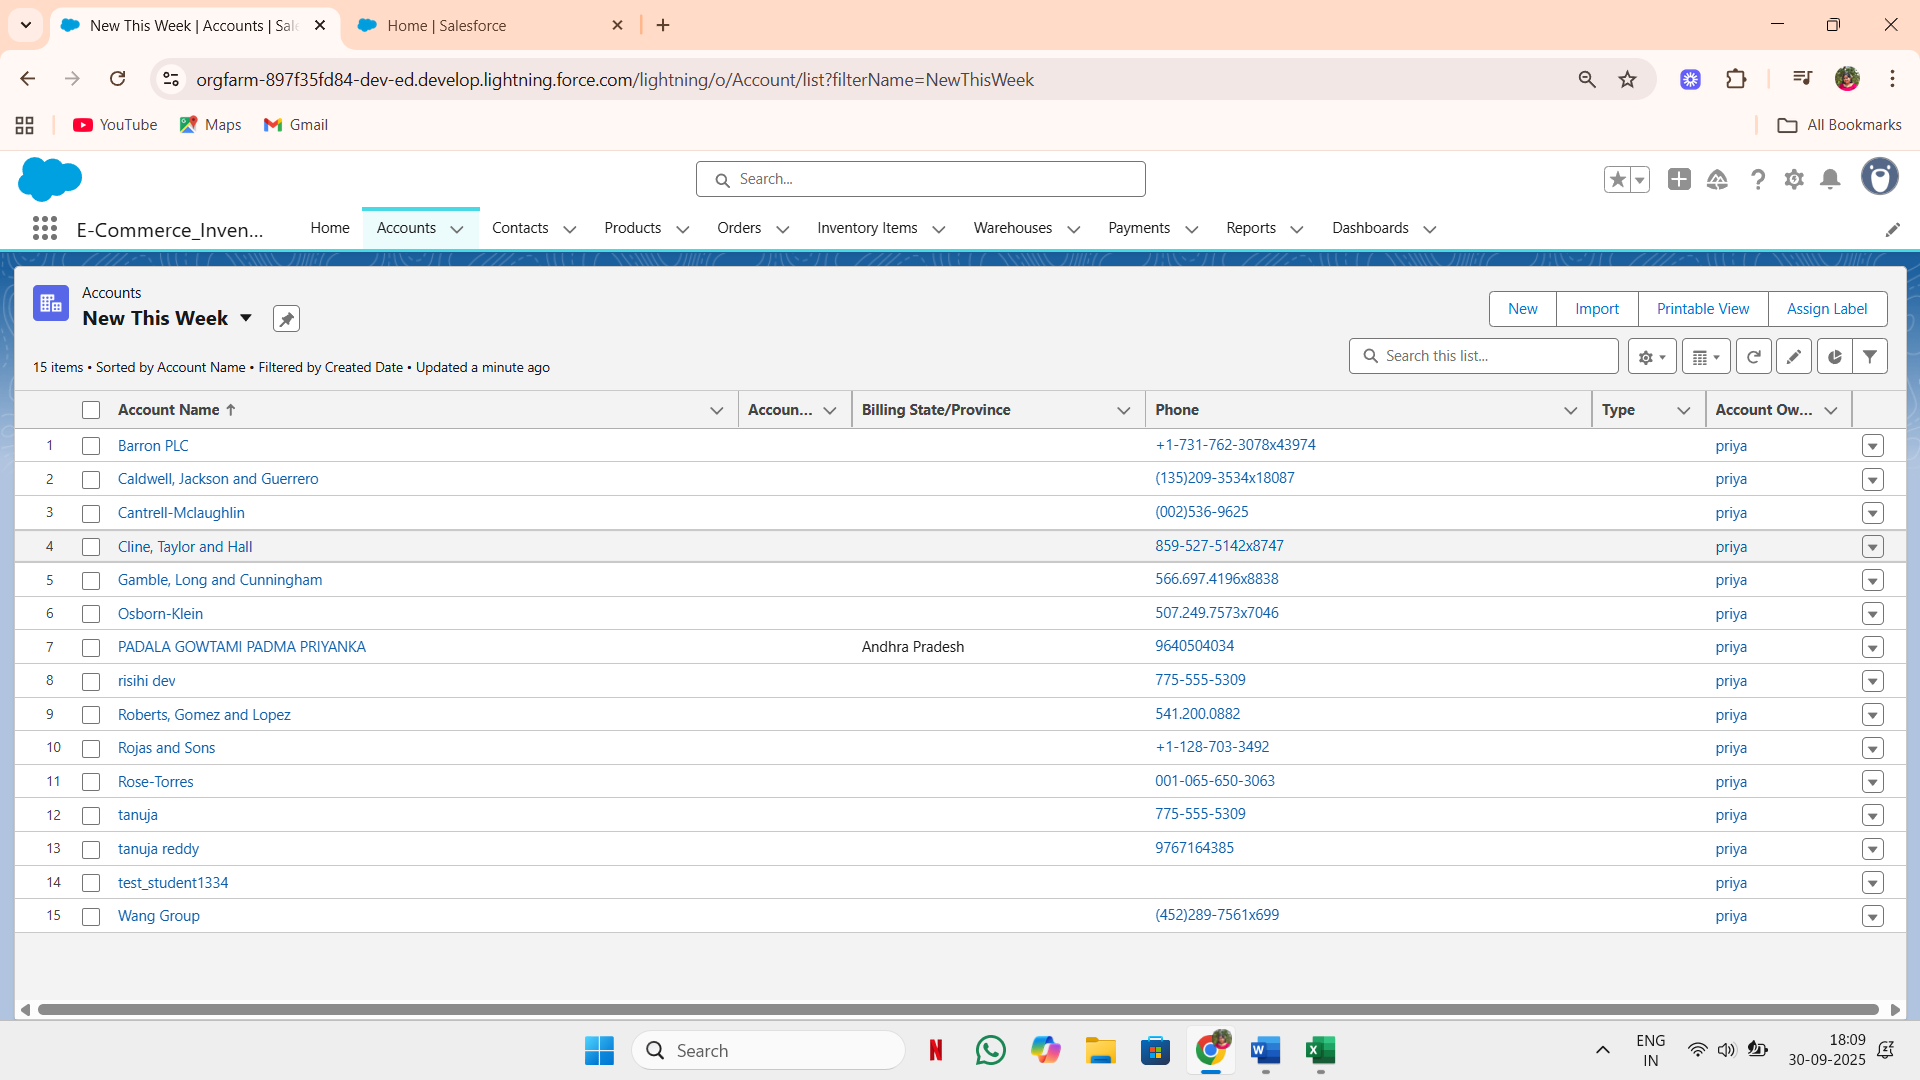 New This Week | Accounts | Sale
Home | Salesforce
orgfarm-897f35fd84-dev-ed.develop.lightning.force.com/lightning/o/Account/list?filterName=NewThisWeek
YouTube
Maps
Gmail
All Bookmarks
Search...
E-Commerce_Inven...
Home
Accounts
Contacts
Products
Orders
Inventory Items
Warehouses
Payments
Reports
Dashboards
Accounts
New This Week
New
Import
Printable View
Assign Label
15 items • Sorted by Account Name • Filtered by Created Date • Updated a minute ago
Search this list...
Account Name ↑ Accoun... Billing State/Province Phone Type Account Ow...
1 Barron PLC +1-731-762-3078x43974 priya
2 Caldwell, Jackson and Guerrero (135)209-3534x18087 priya
3 Cantrell-Mclaughlin (002)536-9625 priya
4 Cline, Taylor and Hall 859-527-5142x8747 priya
5 Gamble, Long and Cunningham 566.697.4196x8838 priya
6 Osborn-Klein 507.249.7573x7046 priya
7 PADALA GOWTAMI PADMA PRIYANKA Andhra Pradesh 9640504034 priya
8 risihi dev 775-555-5309 priya
9 Roberts, Gomez and Lopez 541.200.0882 priya
10 Rojas and Sons +1-128-703-3492 priya
11 Rose-Torres 001-065-650-3063 priya
12 tanuja 775-555-5309 priya
13 tanuja reddy 9767164385 priya
14 test_student1334 priya
15 Wang Group (452)289-7561x699 priya
Search
ENG
IN
18:09
30-09-2025